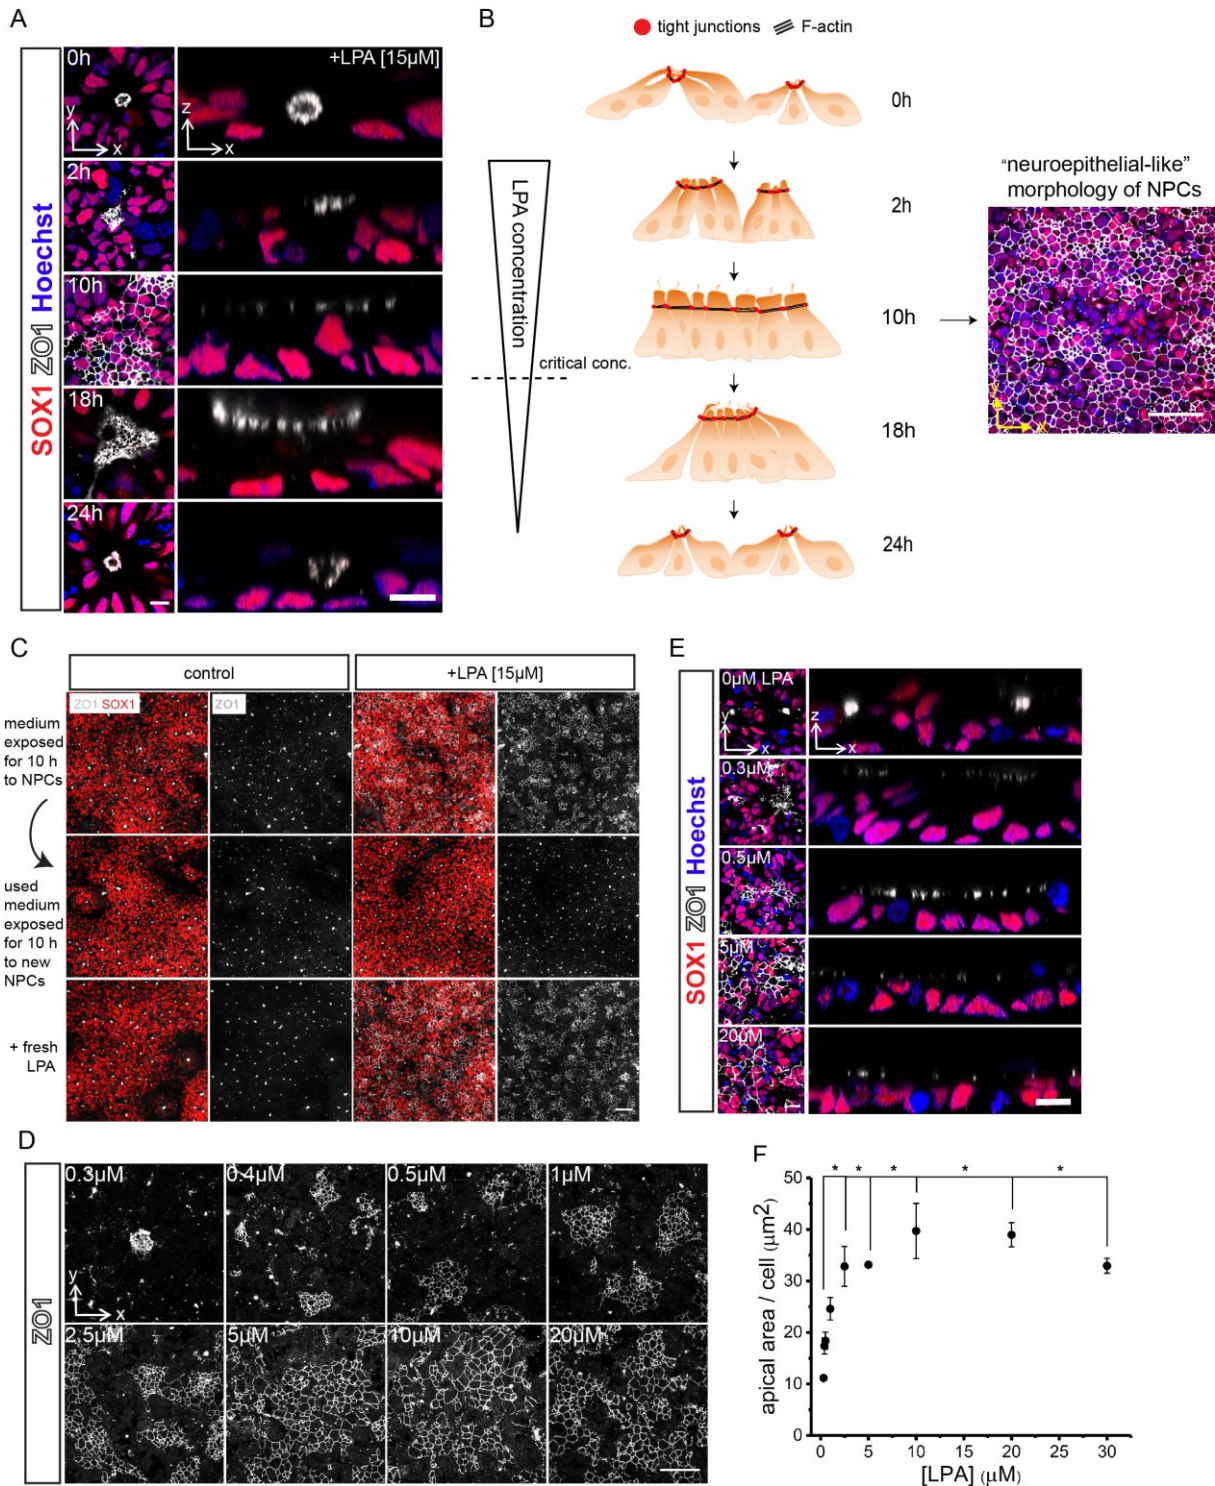 A
SOX1 ZO1 Hoechst
0h
+LPA [15µM]
y
x
z
x
2h
10h
18h
24h
B
tight junctions
F-actin
0h
2h
10h
18h
24h
LPA concentration
critical conc.
"neuroepithelial-like"
morphology of NPCs
y
x
C
control
+LPA [15µM]
ZO1 SOX1
ZO1
medium
exposed
for 10 h
to NPCs
used
medium
exposed
for 10 h
to new
NPCs
+ fresh
LPA
D
ZO1
0.3µM
0.4µM
0.5µM
1µM
y
x
2.5µM
5µM
10µM
20µM
E
SOX1 ZO1 Hoechst
0µM LPA
y
x
z
x
0.3µM
0.5µM
5µM
20µM
F
* * * * *
apical area / cell (µm2)
50
40
30
20
10
0
0 5 10 15 20 25 30
[LPA] (µM)